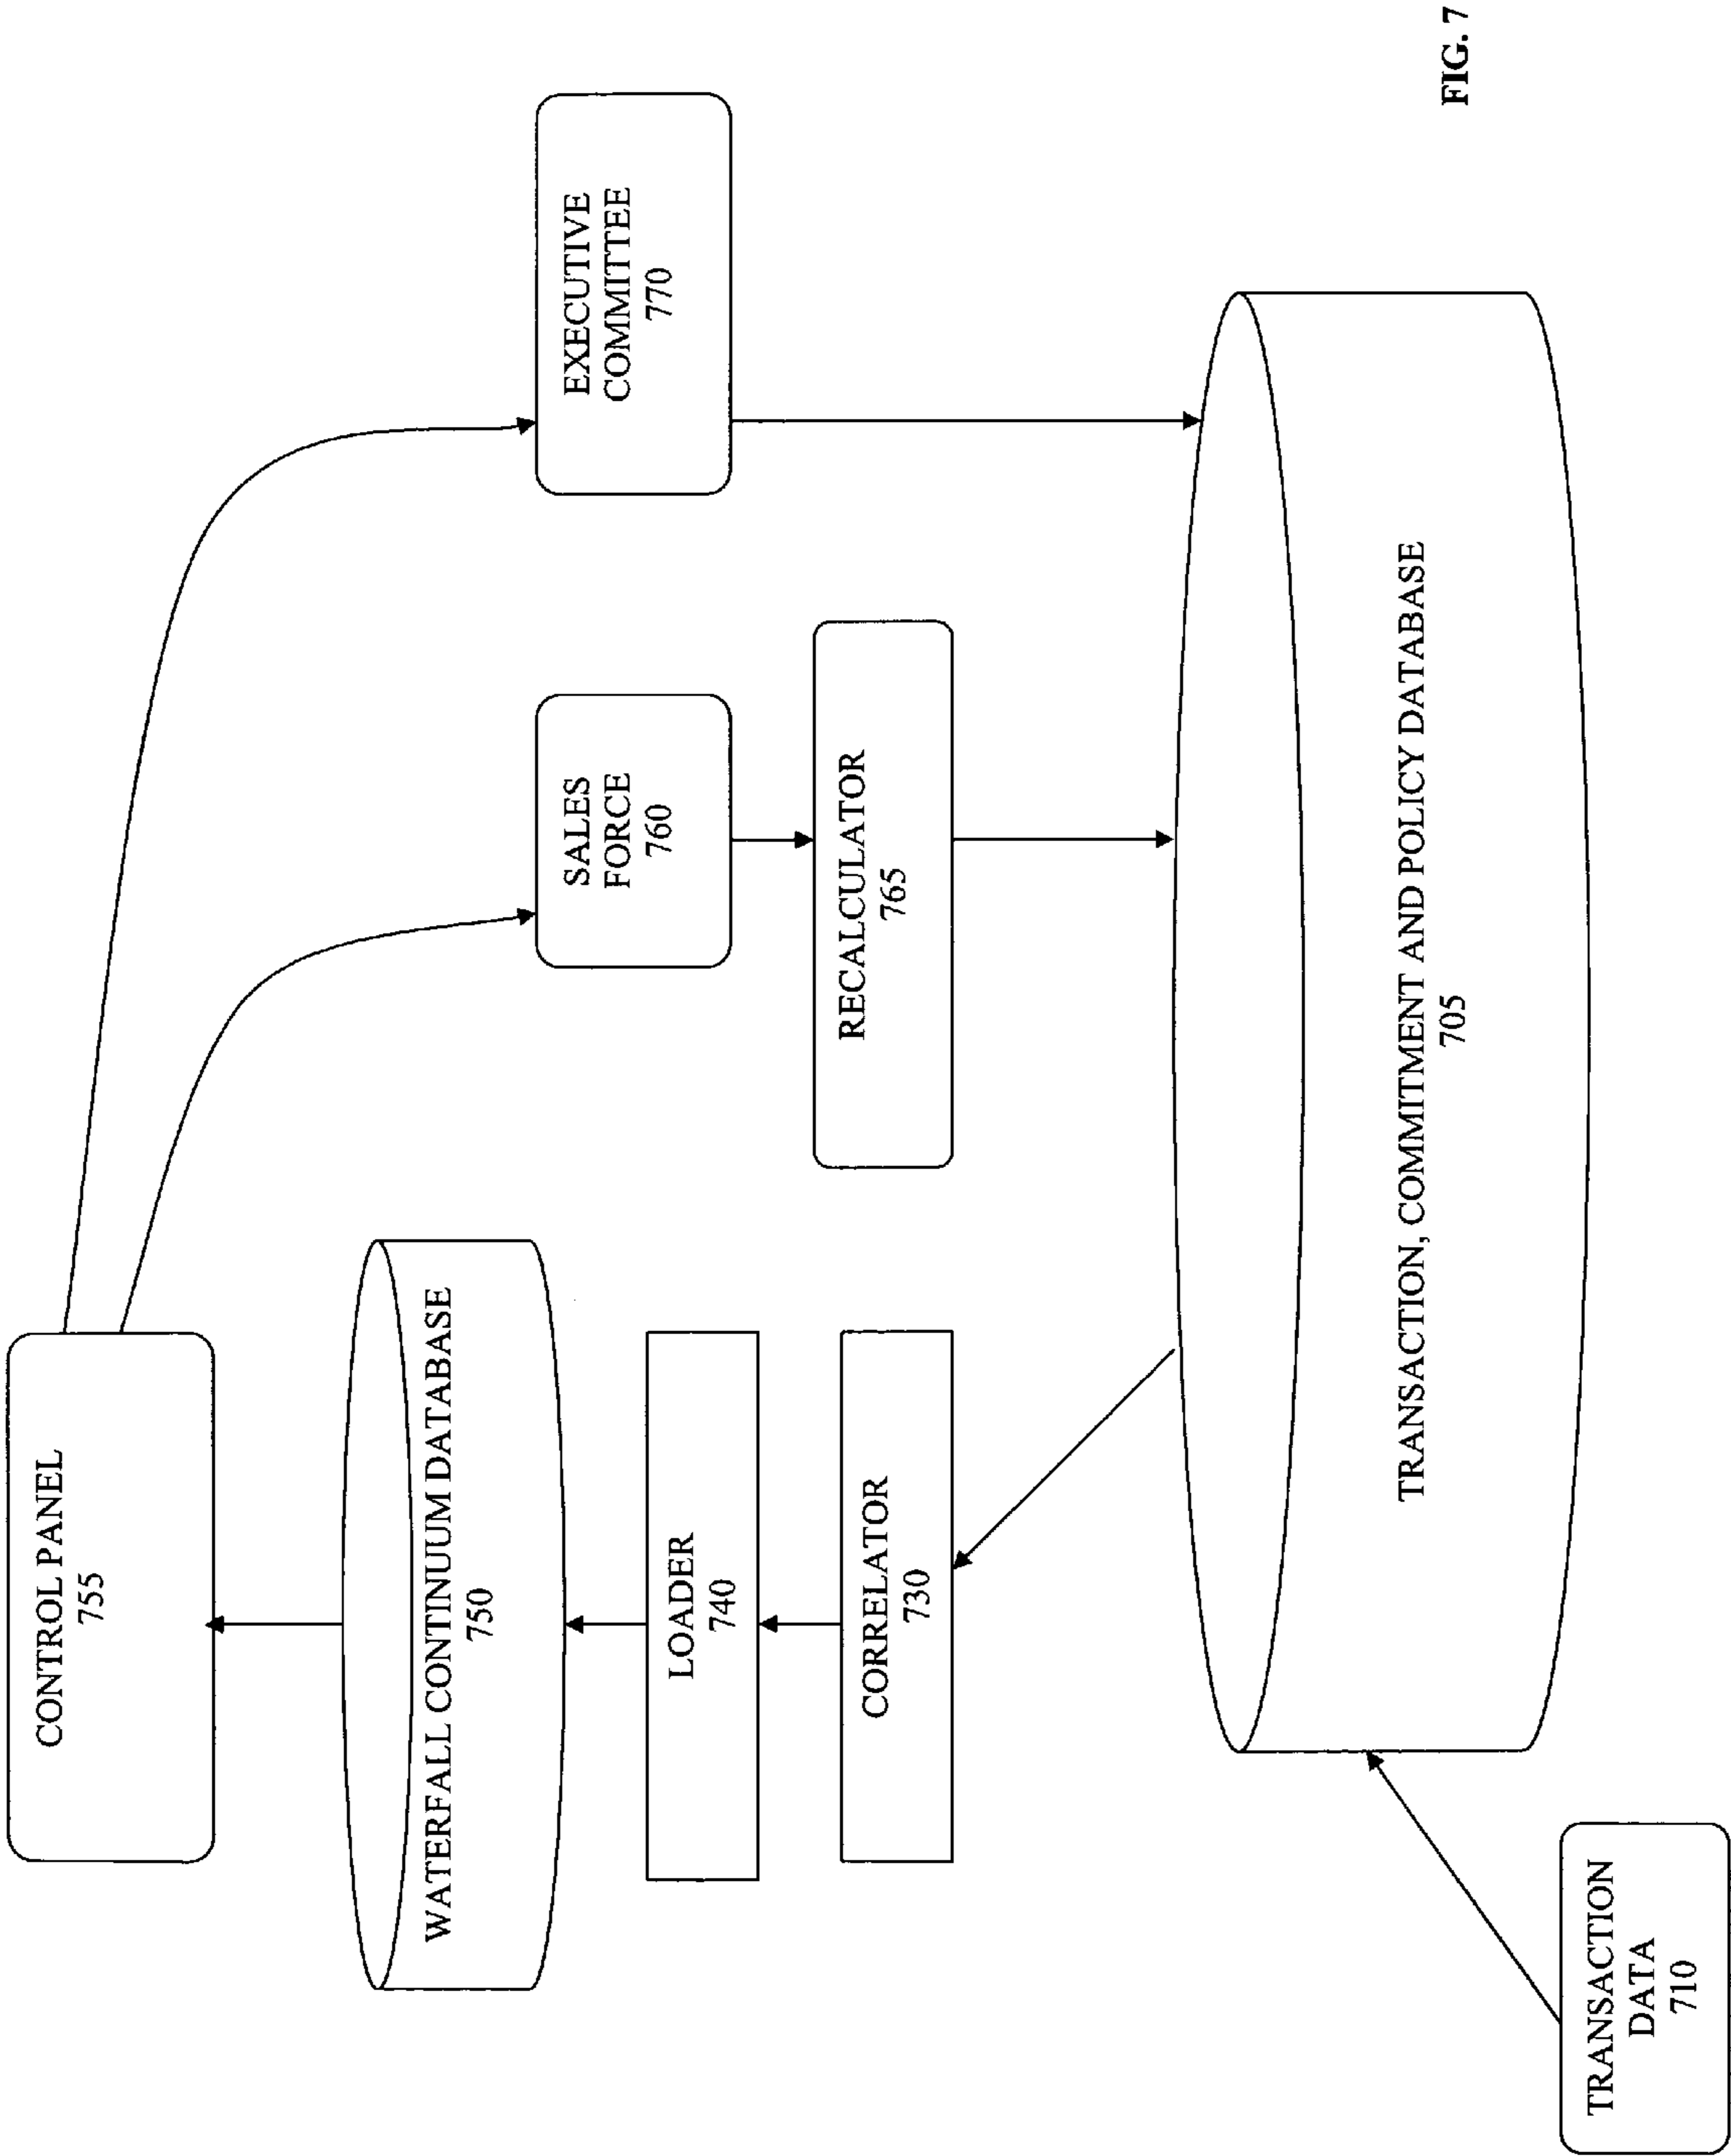 CONTROL PANEL
755
WATERFALL CONTINUUM DATABASE
750
LOADER
740
CORRELATOR
730
SALES
FORCE
760
RECALCULATOR
765
EXECUTIVE
COMMITTEE
770
TRANSACTION, COMMITMENT AND POLICY DATABASE
705
TRANSACTION
DATA
710
FIG. 7